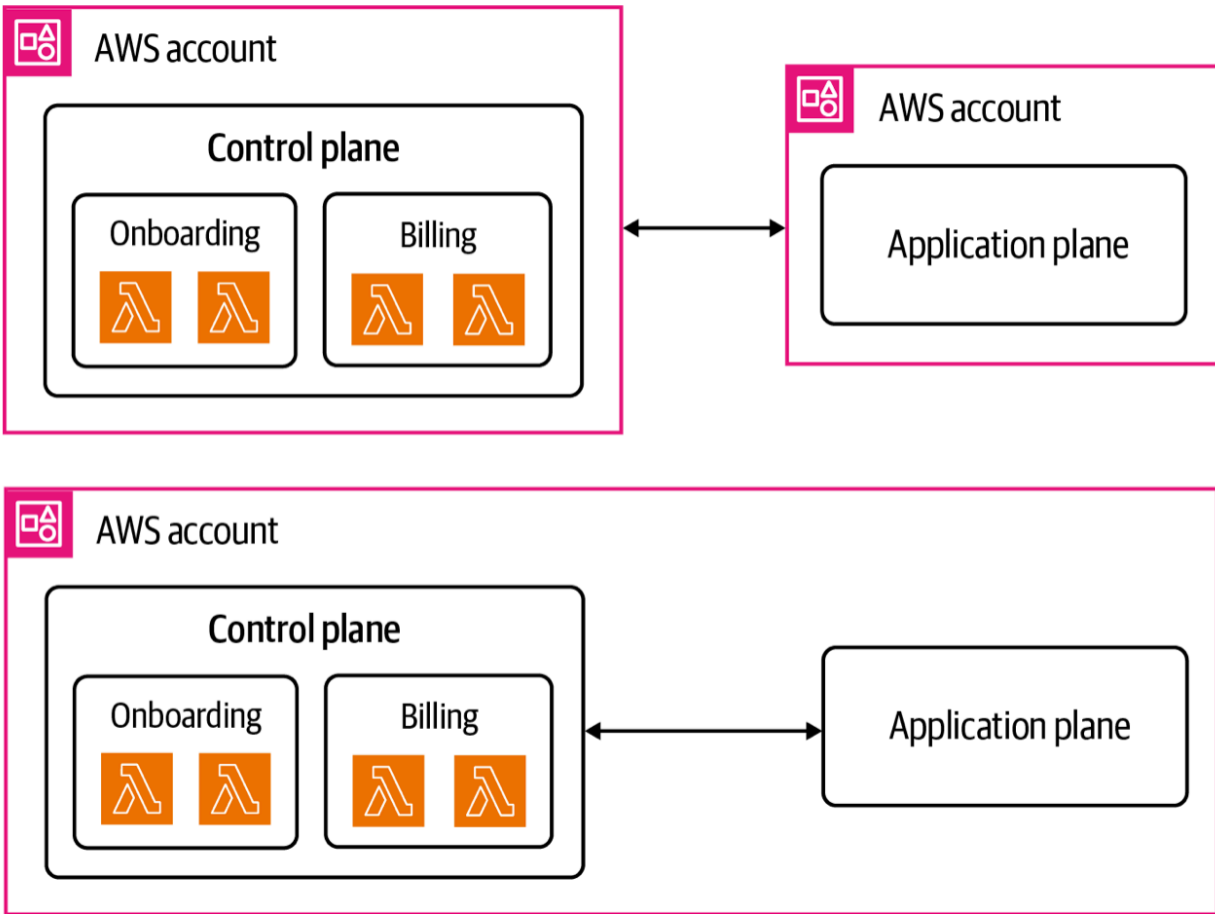 AWS account
Control plane
Onboarding
Billing
AWS account
Application plane
AWS account
Control plane
Onboarding
Billing
Application plane